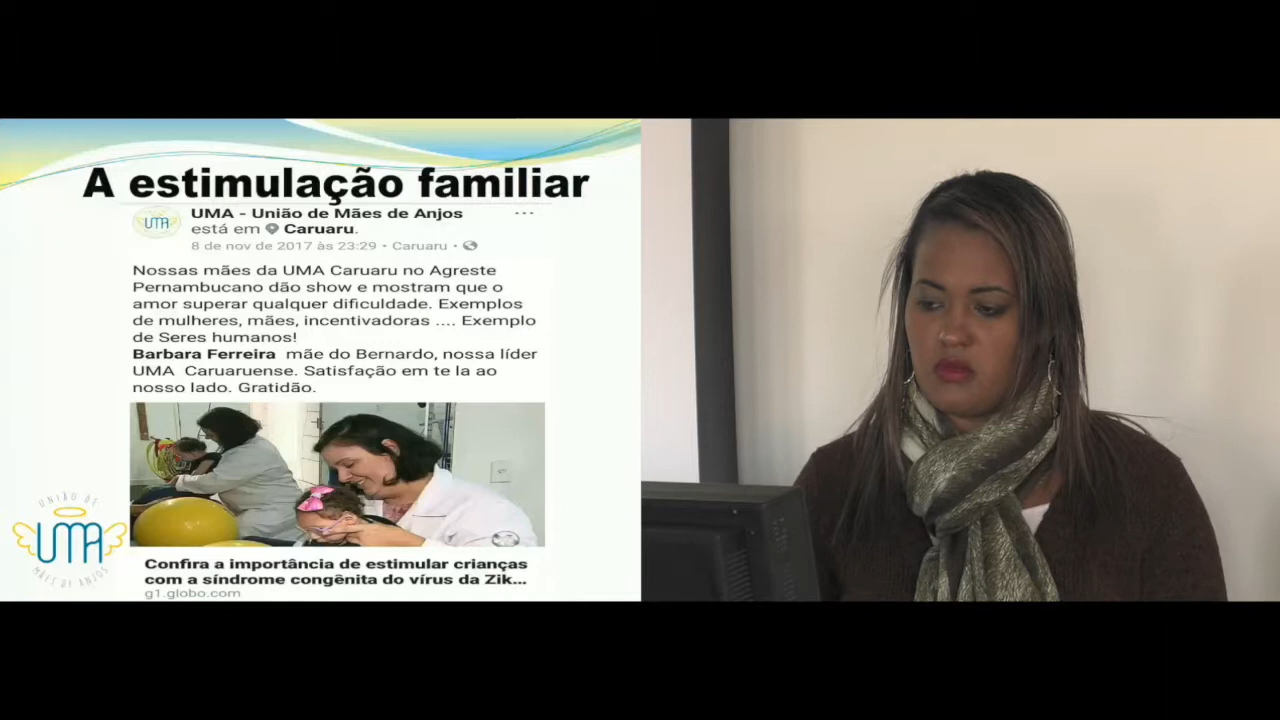 A estimulação familiar
UMA - União de Mães de Anjos
está em Caruaru.
8 de nov de 2017 às 23:29 • Caruaru •
UMA
Nossas mães da UMA Caruaru no Agreste
Pernambucano dão show e mostram que o
amor superar qualquer dificuldade. Exemplos
de mulheres, mães, incentivadoras .... Exemplo
de Seres humanos!
Barbara Ferreira mãe do Bernardo, nossa líder
UMA Caruaruense. Satisfação em te la ao
nosso lado. Gratidão.
UNIÃO DE
UMA
MÃES DE ANJOS
Confira a importância de estimular crianças
com a síndrome congênita do vírus da Zik...
g1.globo.com